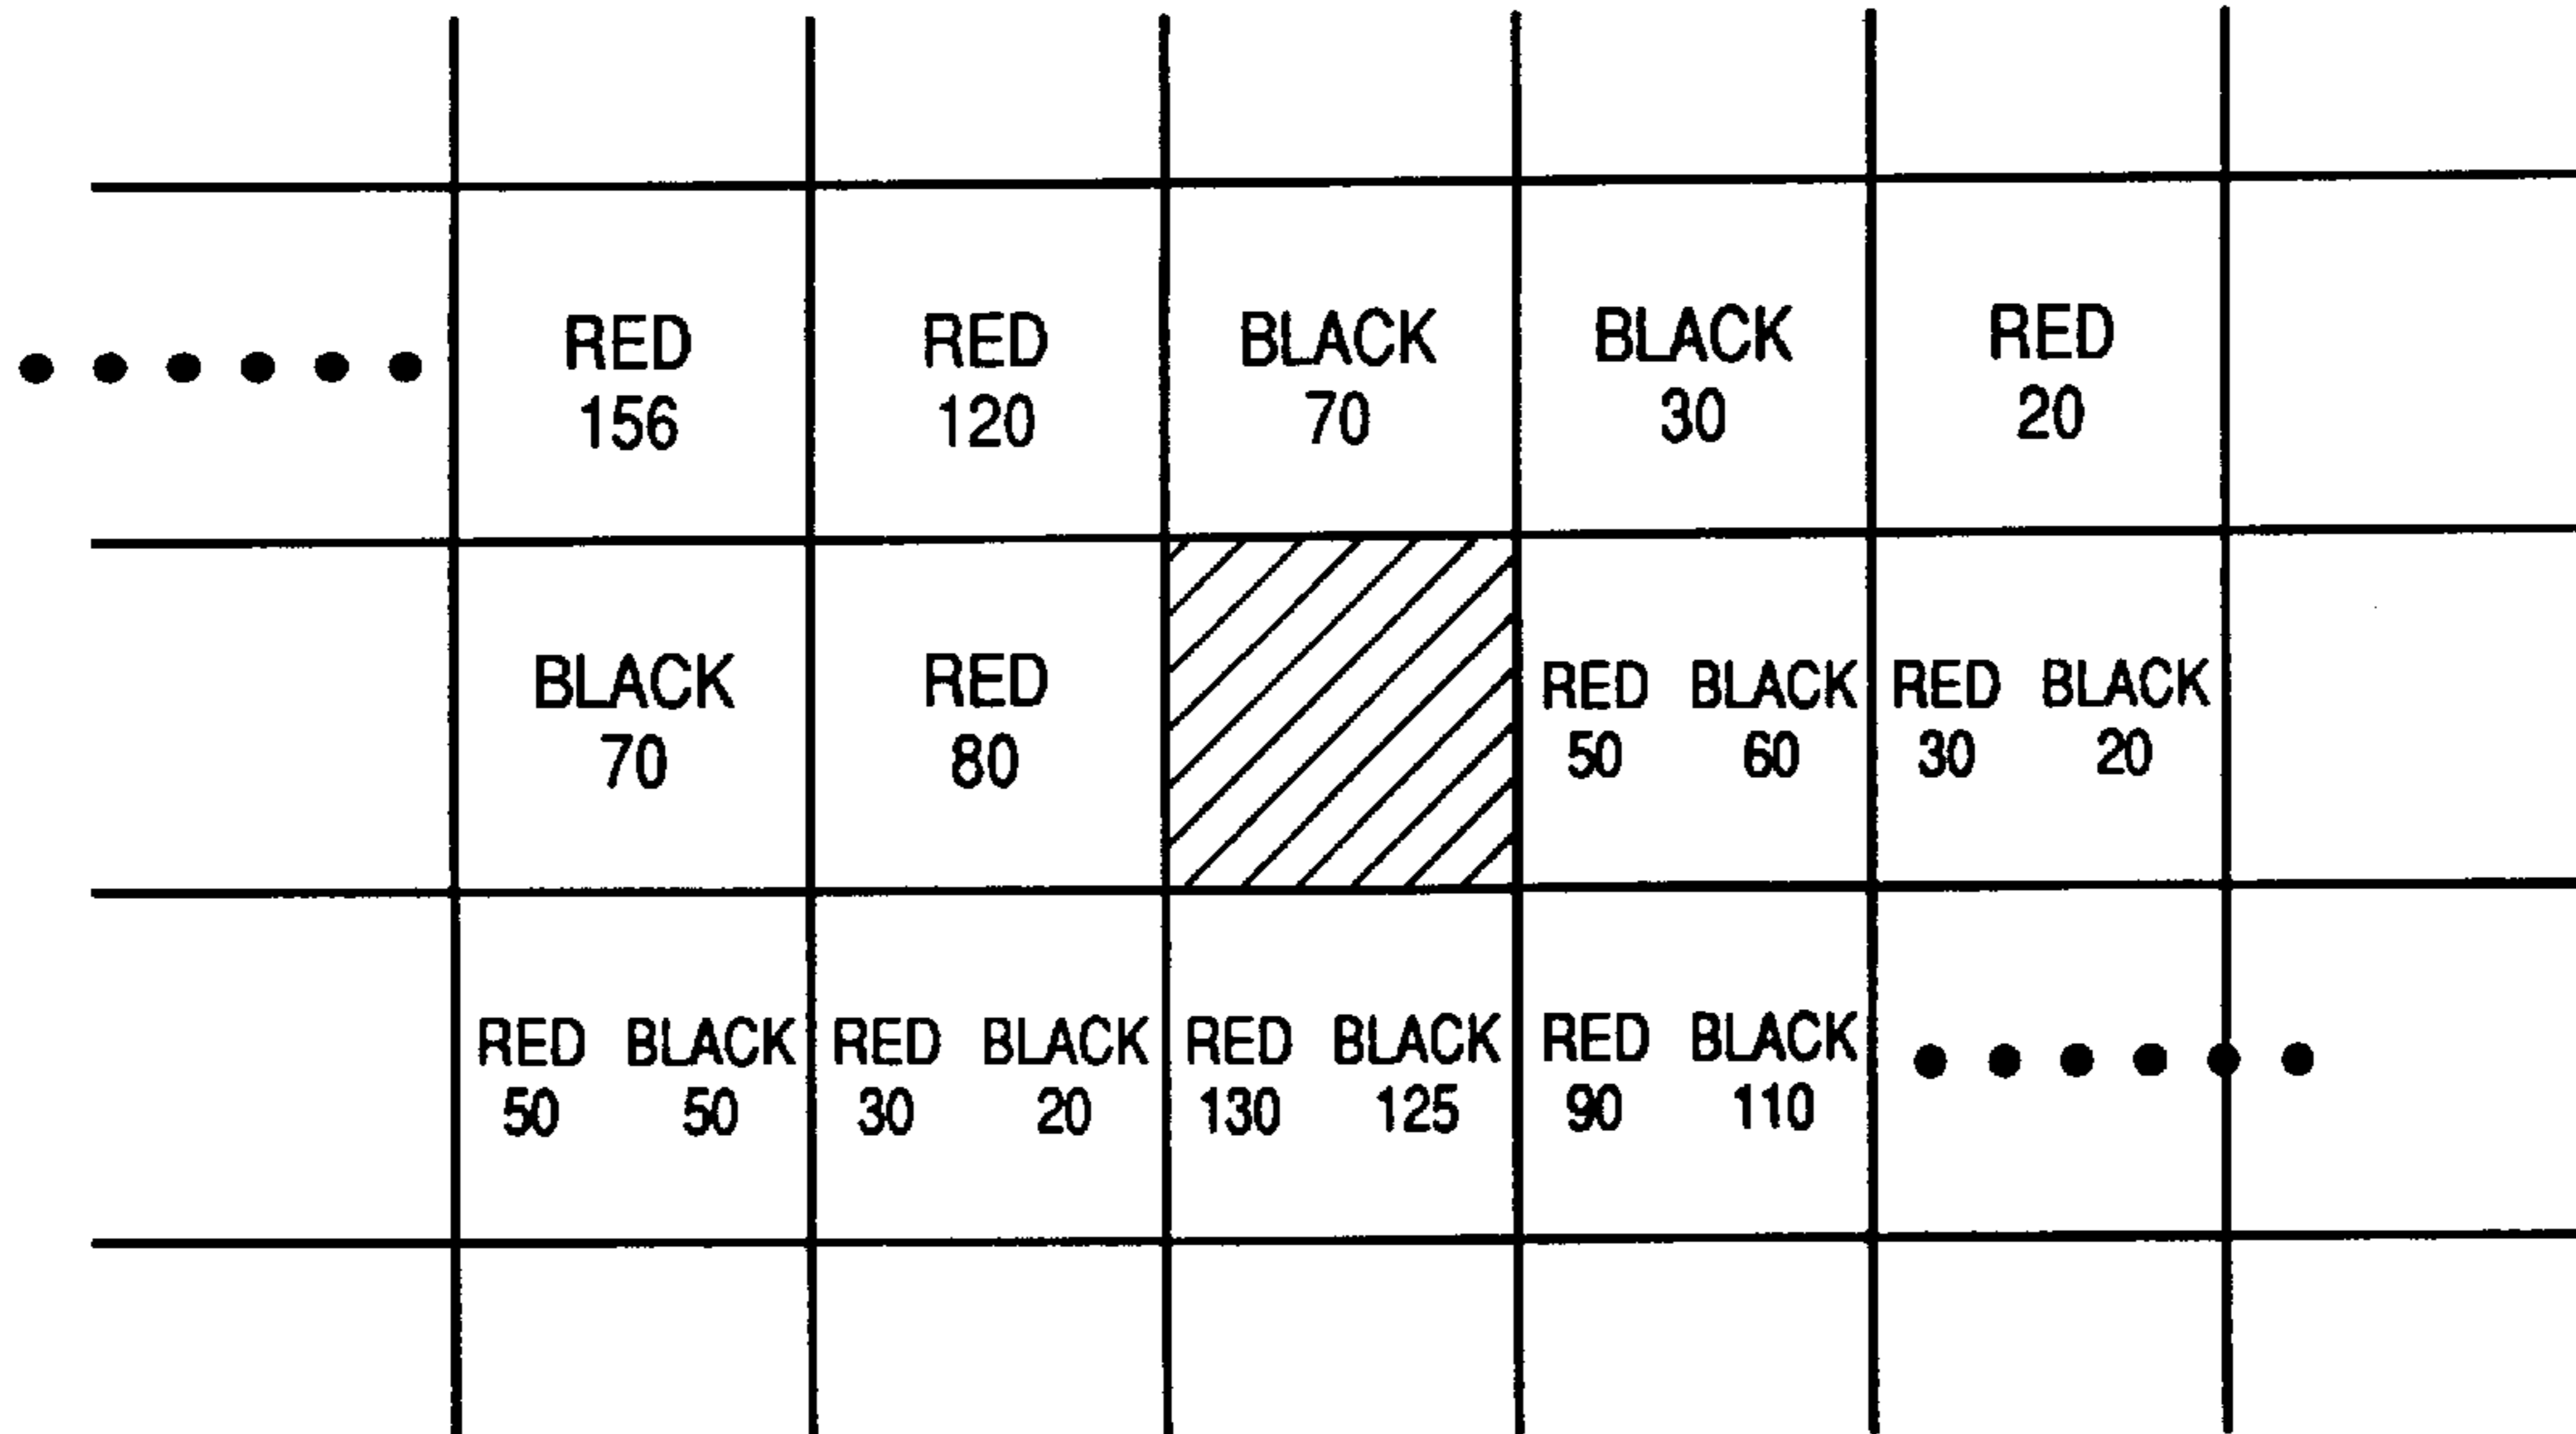 RED RED BLACK BLACK RED
156 120 70 30 20
BLACK RED RED BLACK RED BLACK
70 80 50 60 30 20
RED BLACK RED BLACK RED BLACK RED BLACK
50 50 30 20 130 125 90 110